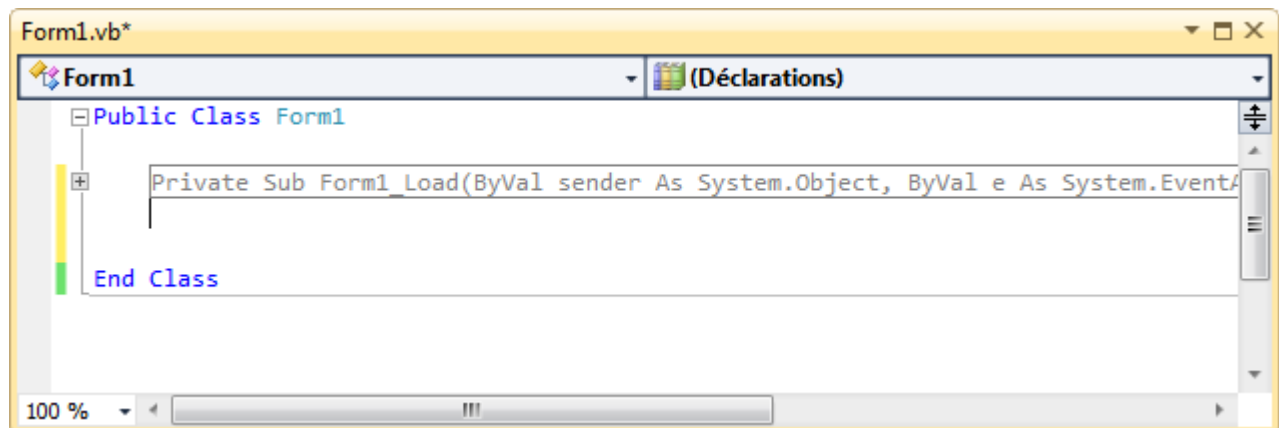 Form1.vb*
Form1 (Déclarations)
Public Class Form1
Private Sub Form1_Load(ByVal sender As System.Object, ByVal e As System.EventA
End Class
100 %